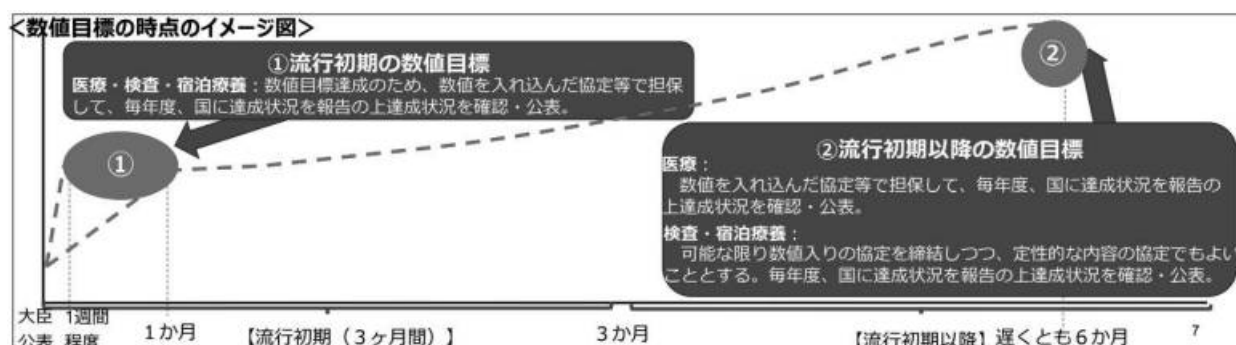 <数値目標の時点のイメージ図>
①流行初期の数値目標
医療・検査・宿泊療養：数値目標達成のため、数値を入れ込んだ協定等で担保
して、毎年度、国に達成状況を報告の上達成状況を確認・公表。
①
②
②流行初期以降の数値目標
医療：
数値を入れ込んだ協定等で担保して、毎年度、国に達成状況を報告の
上達成状況を確認・公表。
検査・宿泊療養：
可能な限り数値入りの協定を締結しつつ、定性的な内容の協定でもよい
こととする。毎年度、国に達成状況を報告の上達成状況を確認・公表。
大臣
公表
1週間
程度
１か月
【流行初期（３ヶ月間）】
３か月
【流行初期以降】
遅くとも６か月
7